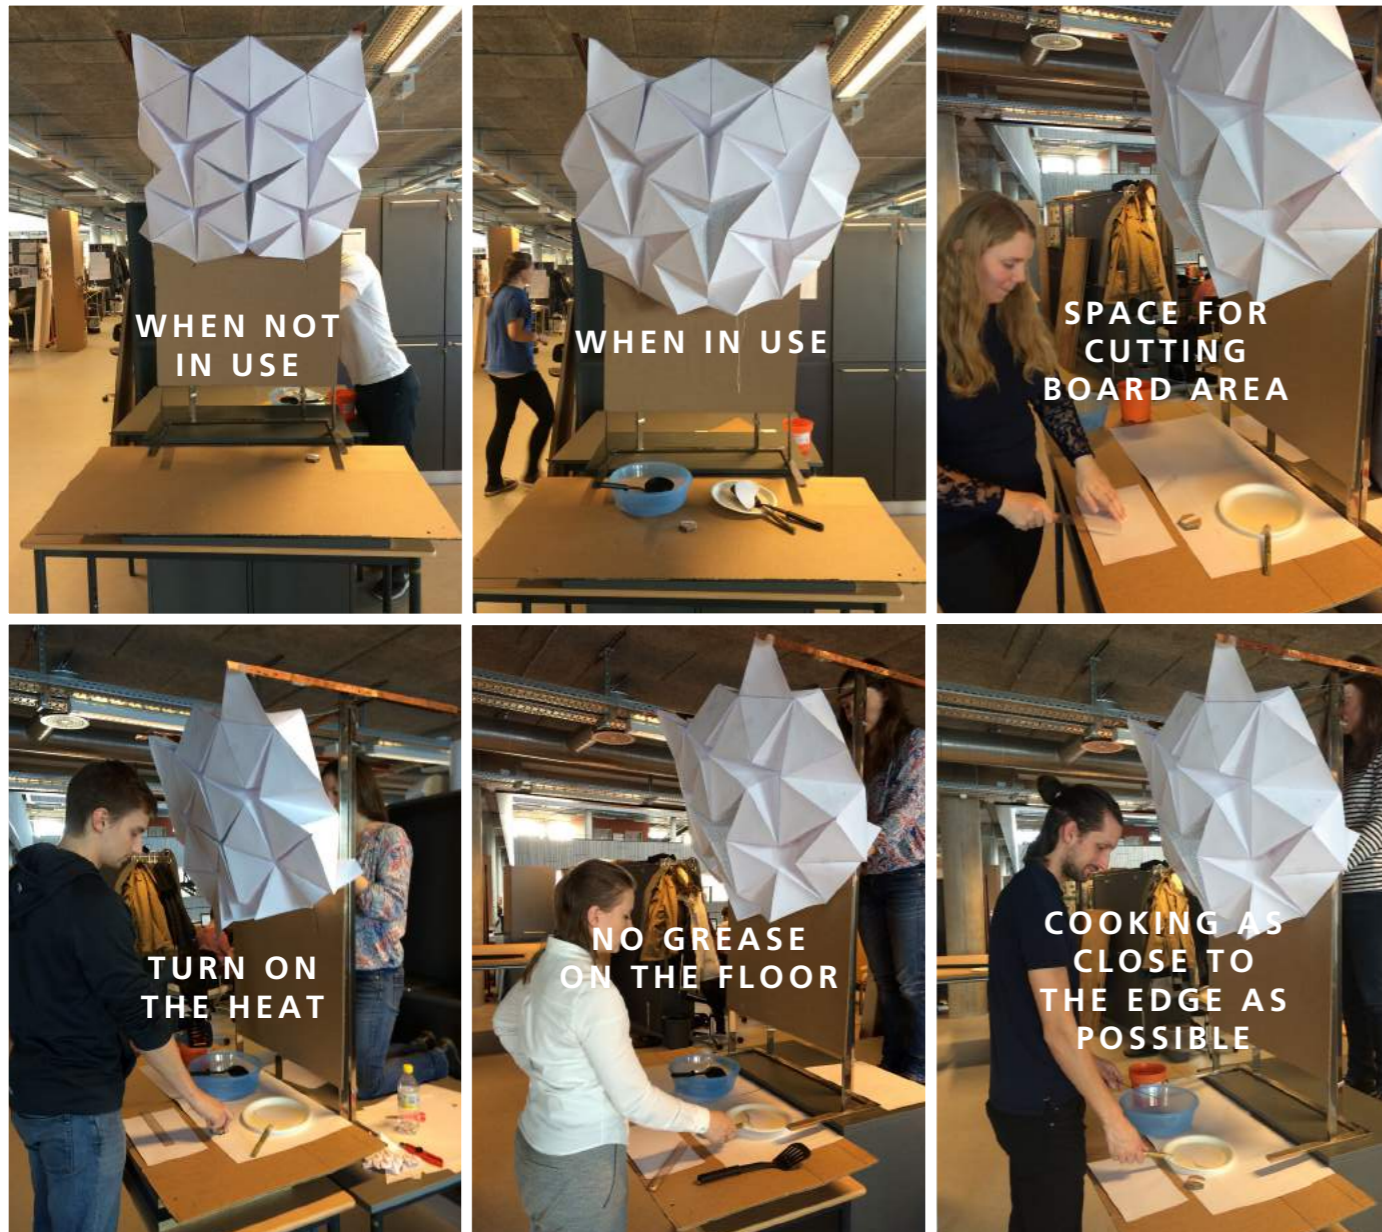 WHEN NOT
IN USE
WHEN IN USE
SPACE FOR
CUTTING
BOARD AREA
TURN ON
THE HEAT
NO GREASE
ON THE FLOOR
COOKING AS
CLOSE TO
THE EDGE AS
POSSIBLE